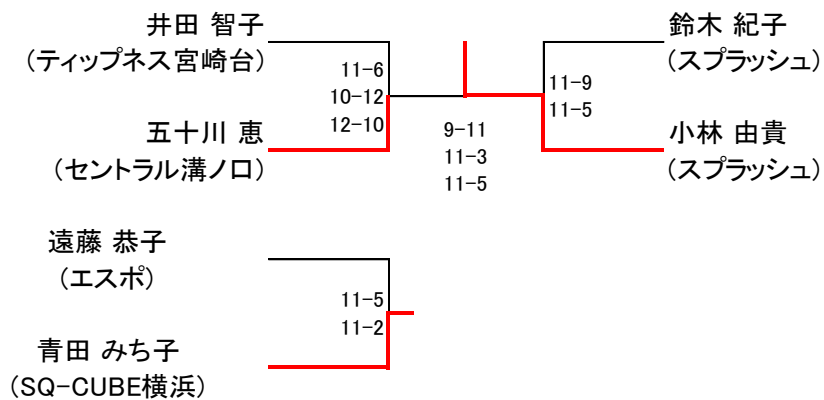 井田 智子
(ティップネス宮崎台)
11-6
10-12
12-10
五十川 恵
(セントラル溝ノ口)
9-11
11-3
11-5
鈴木 紀子
(スプラッシュ)
11-9
11-5
小林 由貴
(スプラッシュ)
遠藤 恭子
(エスポ)
11-5
11-2
青田 みち子
(SQ-CUBE横浜)